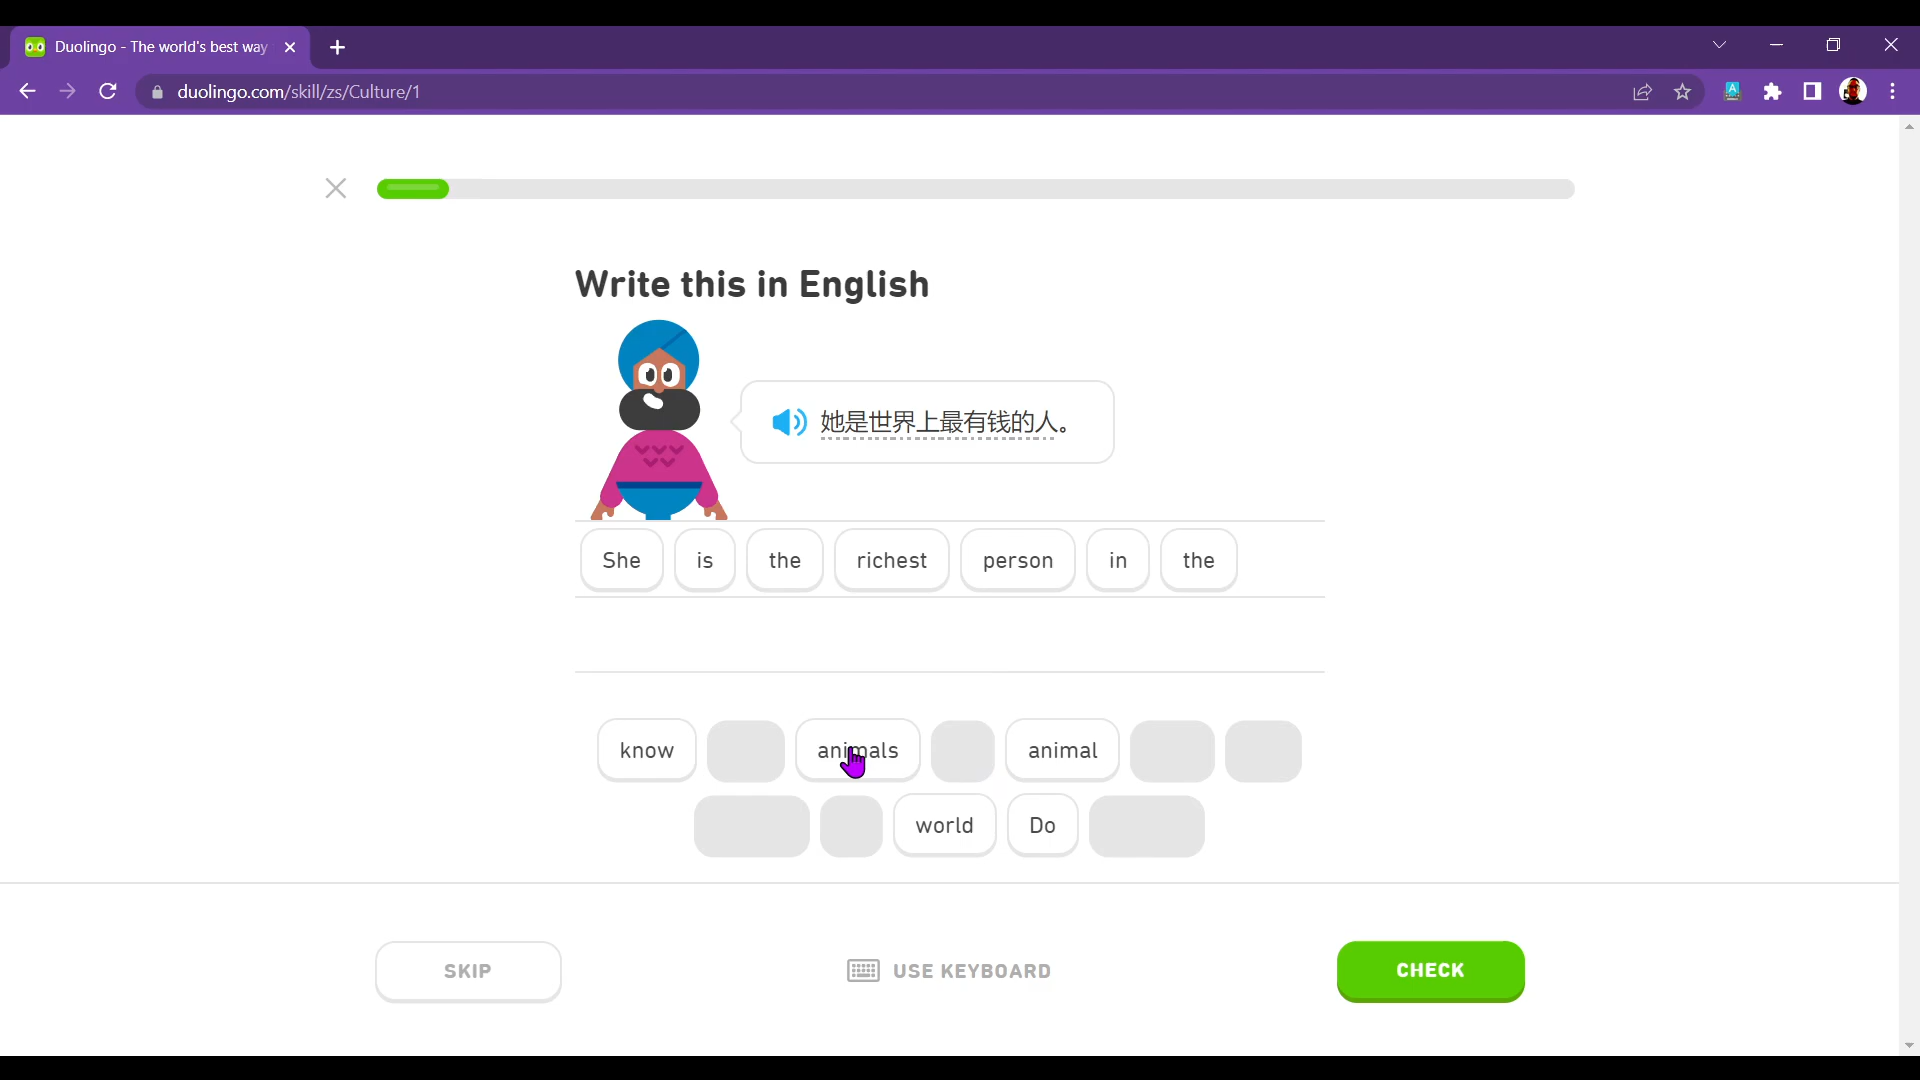 Duolingo - The world's best way
duolingo.com/skill/zs/Culture/1
Write this in English
她是世界上最有钱的人。
She is the richest person in the
know animals animal
world Do
SKIP USE KEYBOARD CHECK